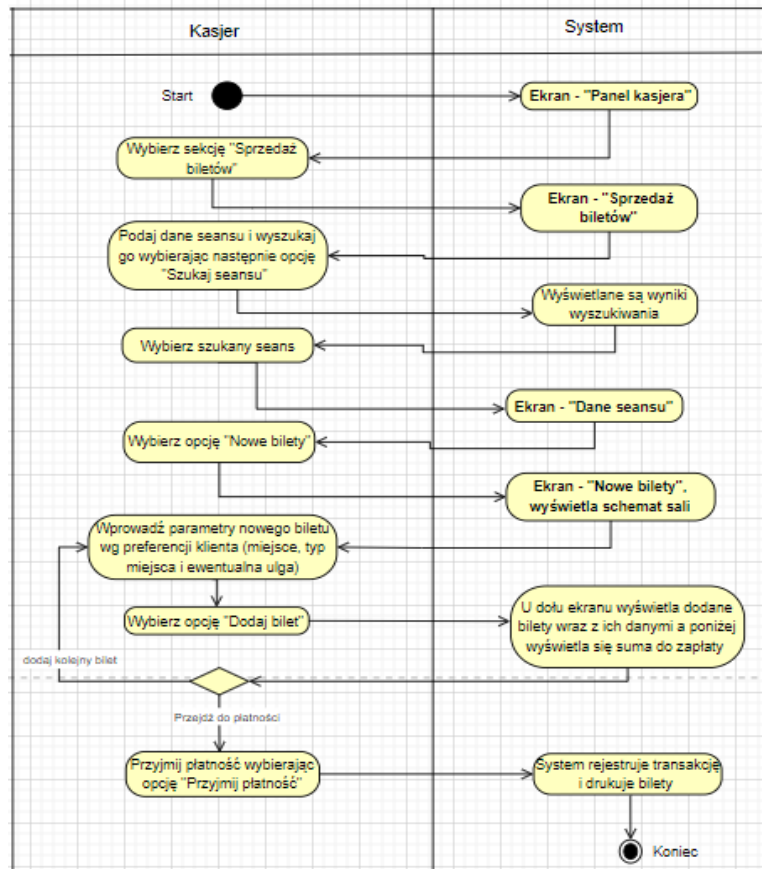 Kasjer
System
Start
Ekran - "Panel kasjera"
Wybierz sekcję "Sprzedaż
biletów"
Ekran - "Sprzedaż
biletów"
Podaj dane seansu i wyszukaj
go wybierając następnie opcję
"Szukaj seansu"
Wyświetlane są wyniki
wyszukiwania
Wybierz szukany seans
Ekran - "Dane seansu"
Wybierz opcję "Nowe bilety"
Ekran - "Nowe bilety",
wyświetla schemat sali
Wprowadź parametry nowego biletu
wg preferencji klienta (miejsce, typ
miejsca i ewentualna ulga)
Wybierz opcję "Dodaj bilet"
U dołu ekranu wyświetla dodane
bilety wraz z ich danymi a poniżej
wyświetla się suma do zapłaty
dodaj kolejny bilet
Przejdź do płatności
Przyjmij płatność wybierając
opcję "Przyjmij płatność"
System rejestruje transakcję
i drukuje bilety
Koniec